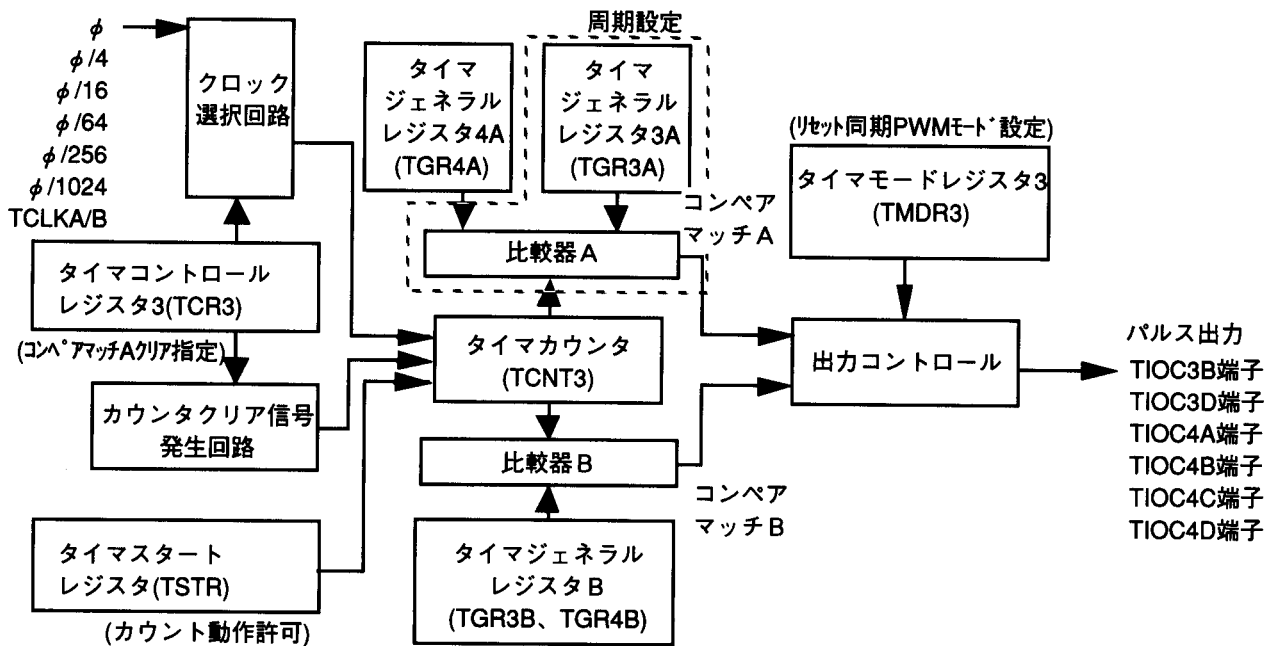 φ
φ/4
φ/16
φ/64
φ/256
φ/1024
TCLKA/B
クロック
選択回路
タイマコントロール
レジスタ3(TCR3)
(ｺﾝﾍﾟｱﾏｯﾁAクリア指定)
カウンタクリア信号
発生回路
タイマスタート
レジスタ(TSTR)
(カウント動作許可)
周期設定
タイマ
ジェネラル
レジスタ4A
(TGR4A)
タイマ
ジェネラル
レジスタ3A
(TGR3A)
コンペア
マッチA
比較器A
タイマカウンタ
(TCNT3)
比較器B
コンペア
マッチB
タイマジェネラル
レジスタB
(TGR3B、TGR4B)
(ﾘｾｯﾄ同期PWMﾓｰﾄﾞ設定)
タイマモードレジスタ3
(TMDR3)
出力コントロール
パルス出力
TIOC3B端子
TIOC3D端子
TIOC4A端子
TIOC4B端子
TIOC4C端子
TIOC4D端子